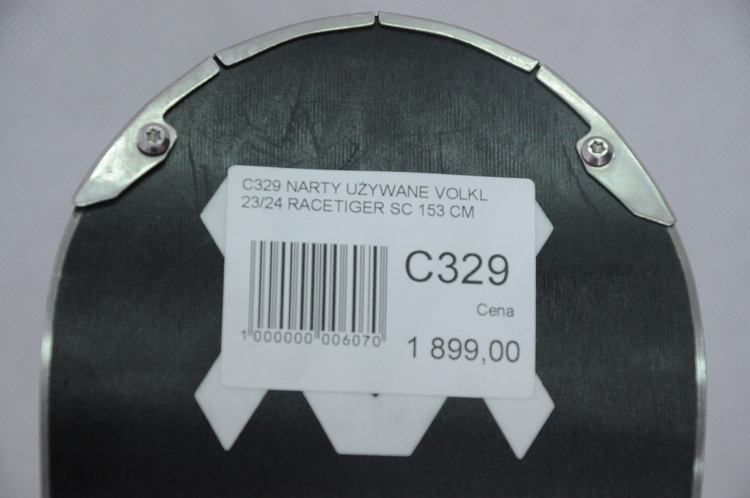 C329 NARTY UŻYWANE VOLKL
23/24 RACETIGER SC 153 CM
C329
Cena
1 000000 006070
1 899,00